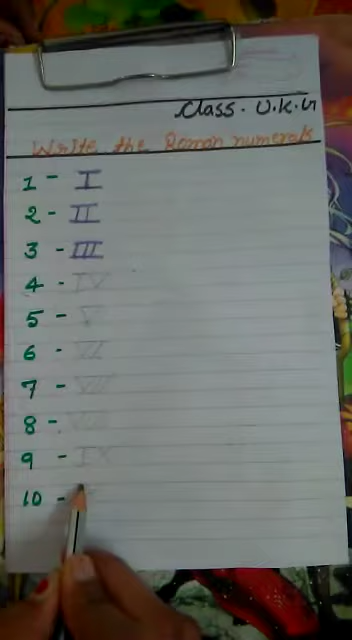 Class. U.K.G
Write the Roman numerals
1 - I
2 - II
3 - III
4 - IV
5 - V
6 - VI
7 - VII
8 - VIII
9 - IX
10 -